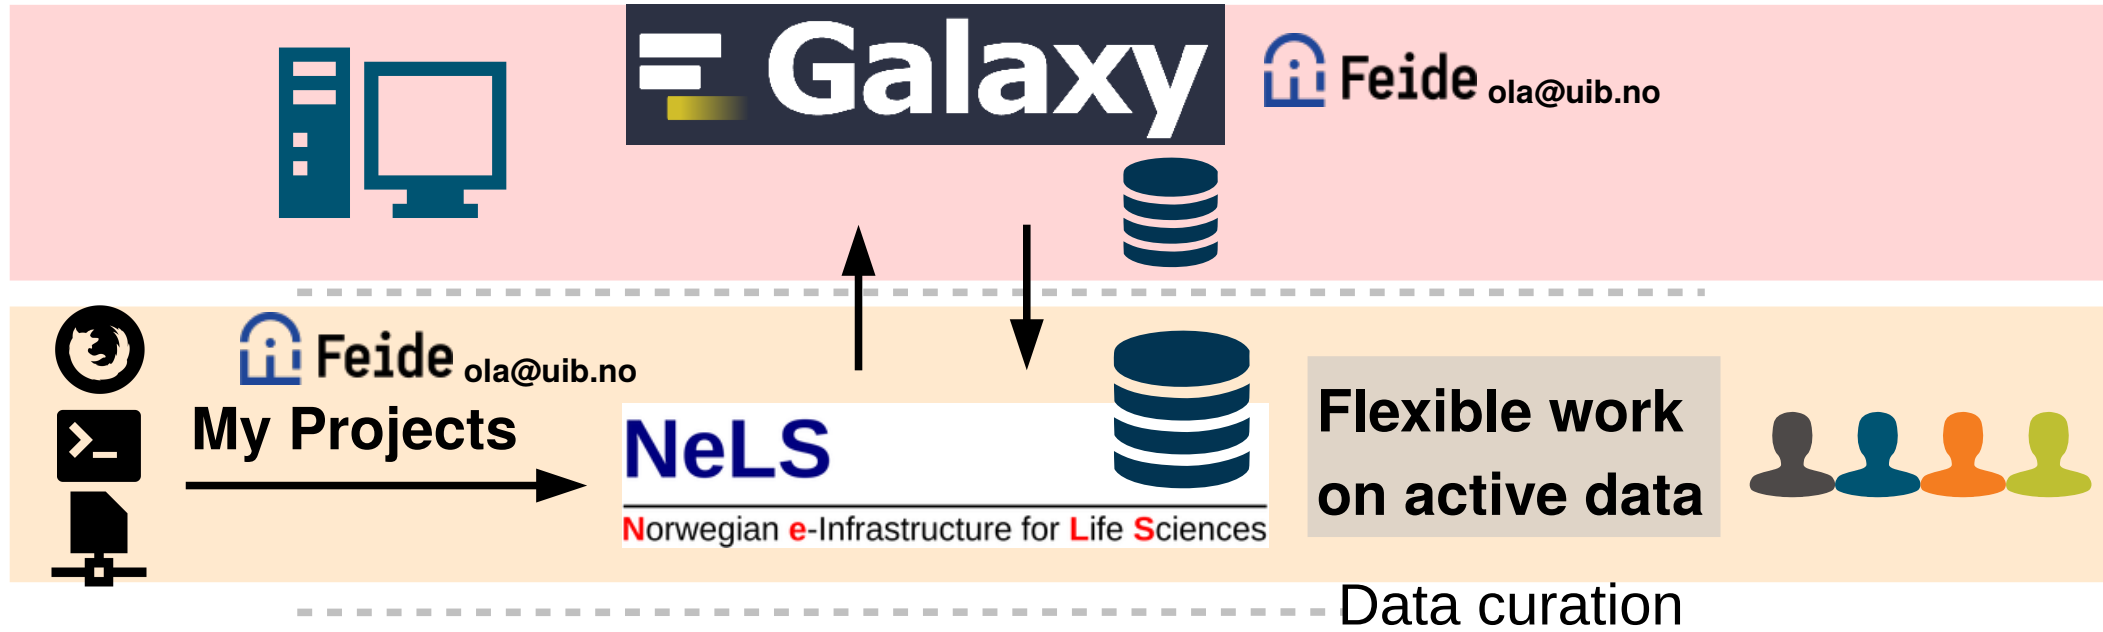 Galaxy
Feide ola@uib.no
Feide ola@uib.no
My Projects
>_
NeLS
Norwegian e-Infrastructure for Life Sciences
Flexible work
on active data
Data curation